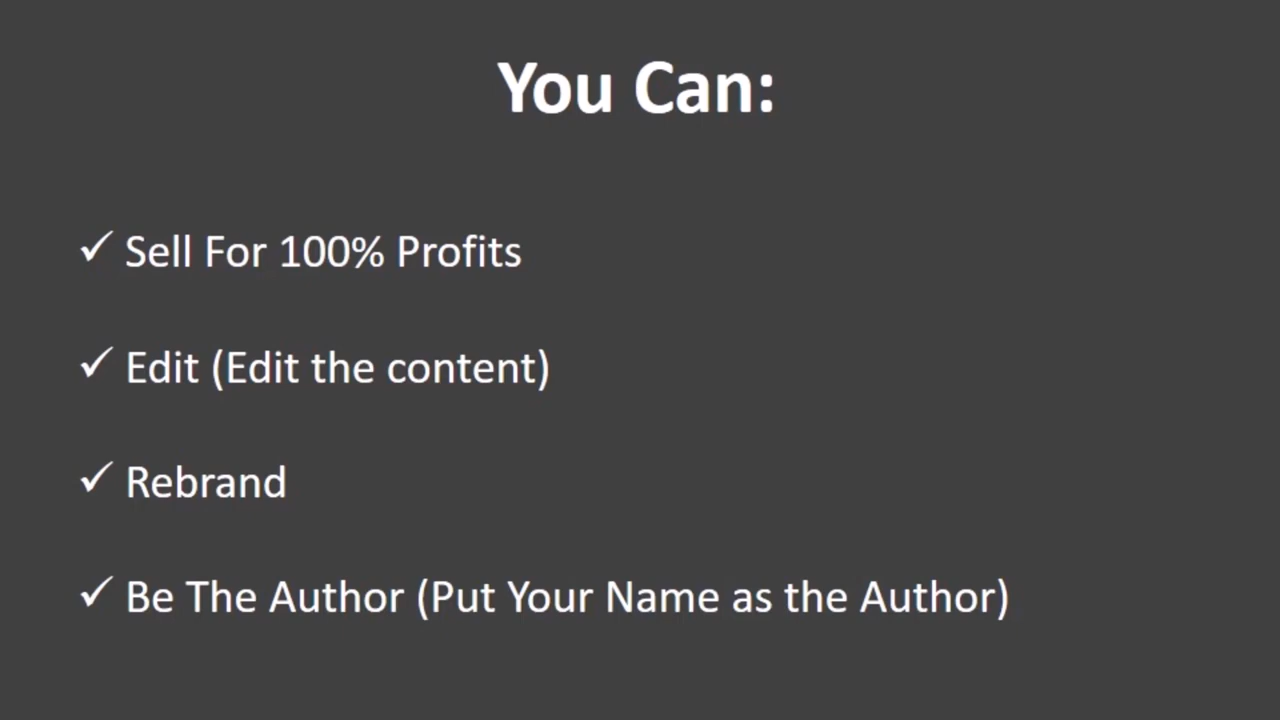 You Can:
✓ Sell For 100% Profits
✓ Edit (Edit the content)
✓ Rebrand
✓ Be The Author (Put Your Name as the Author)